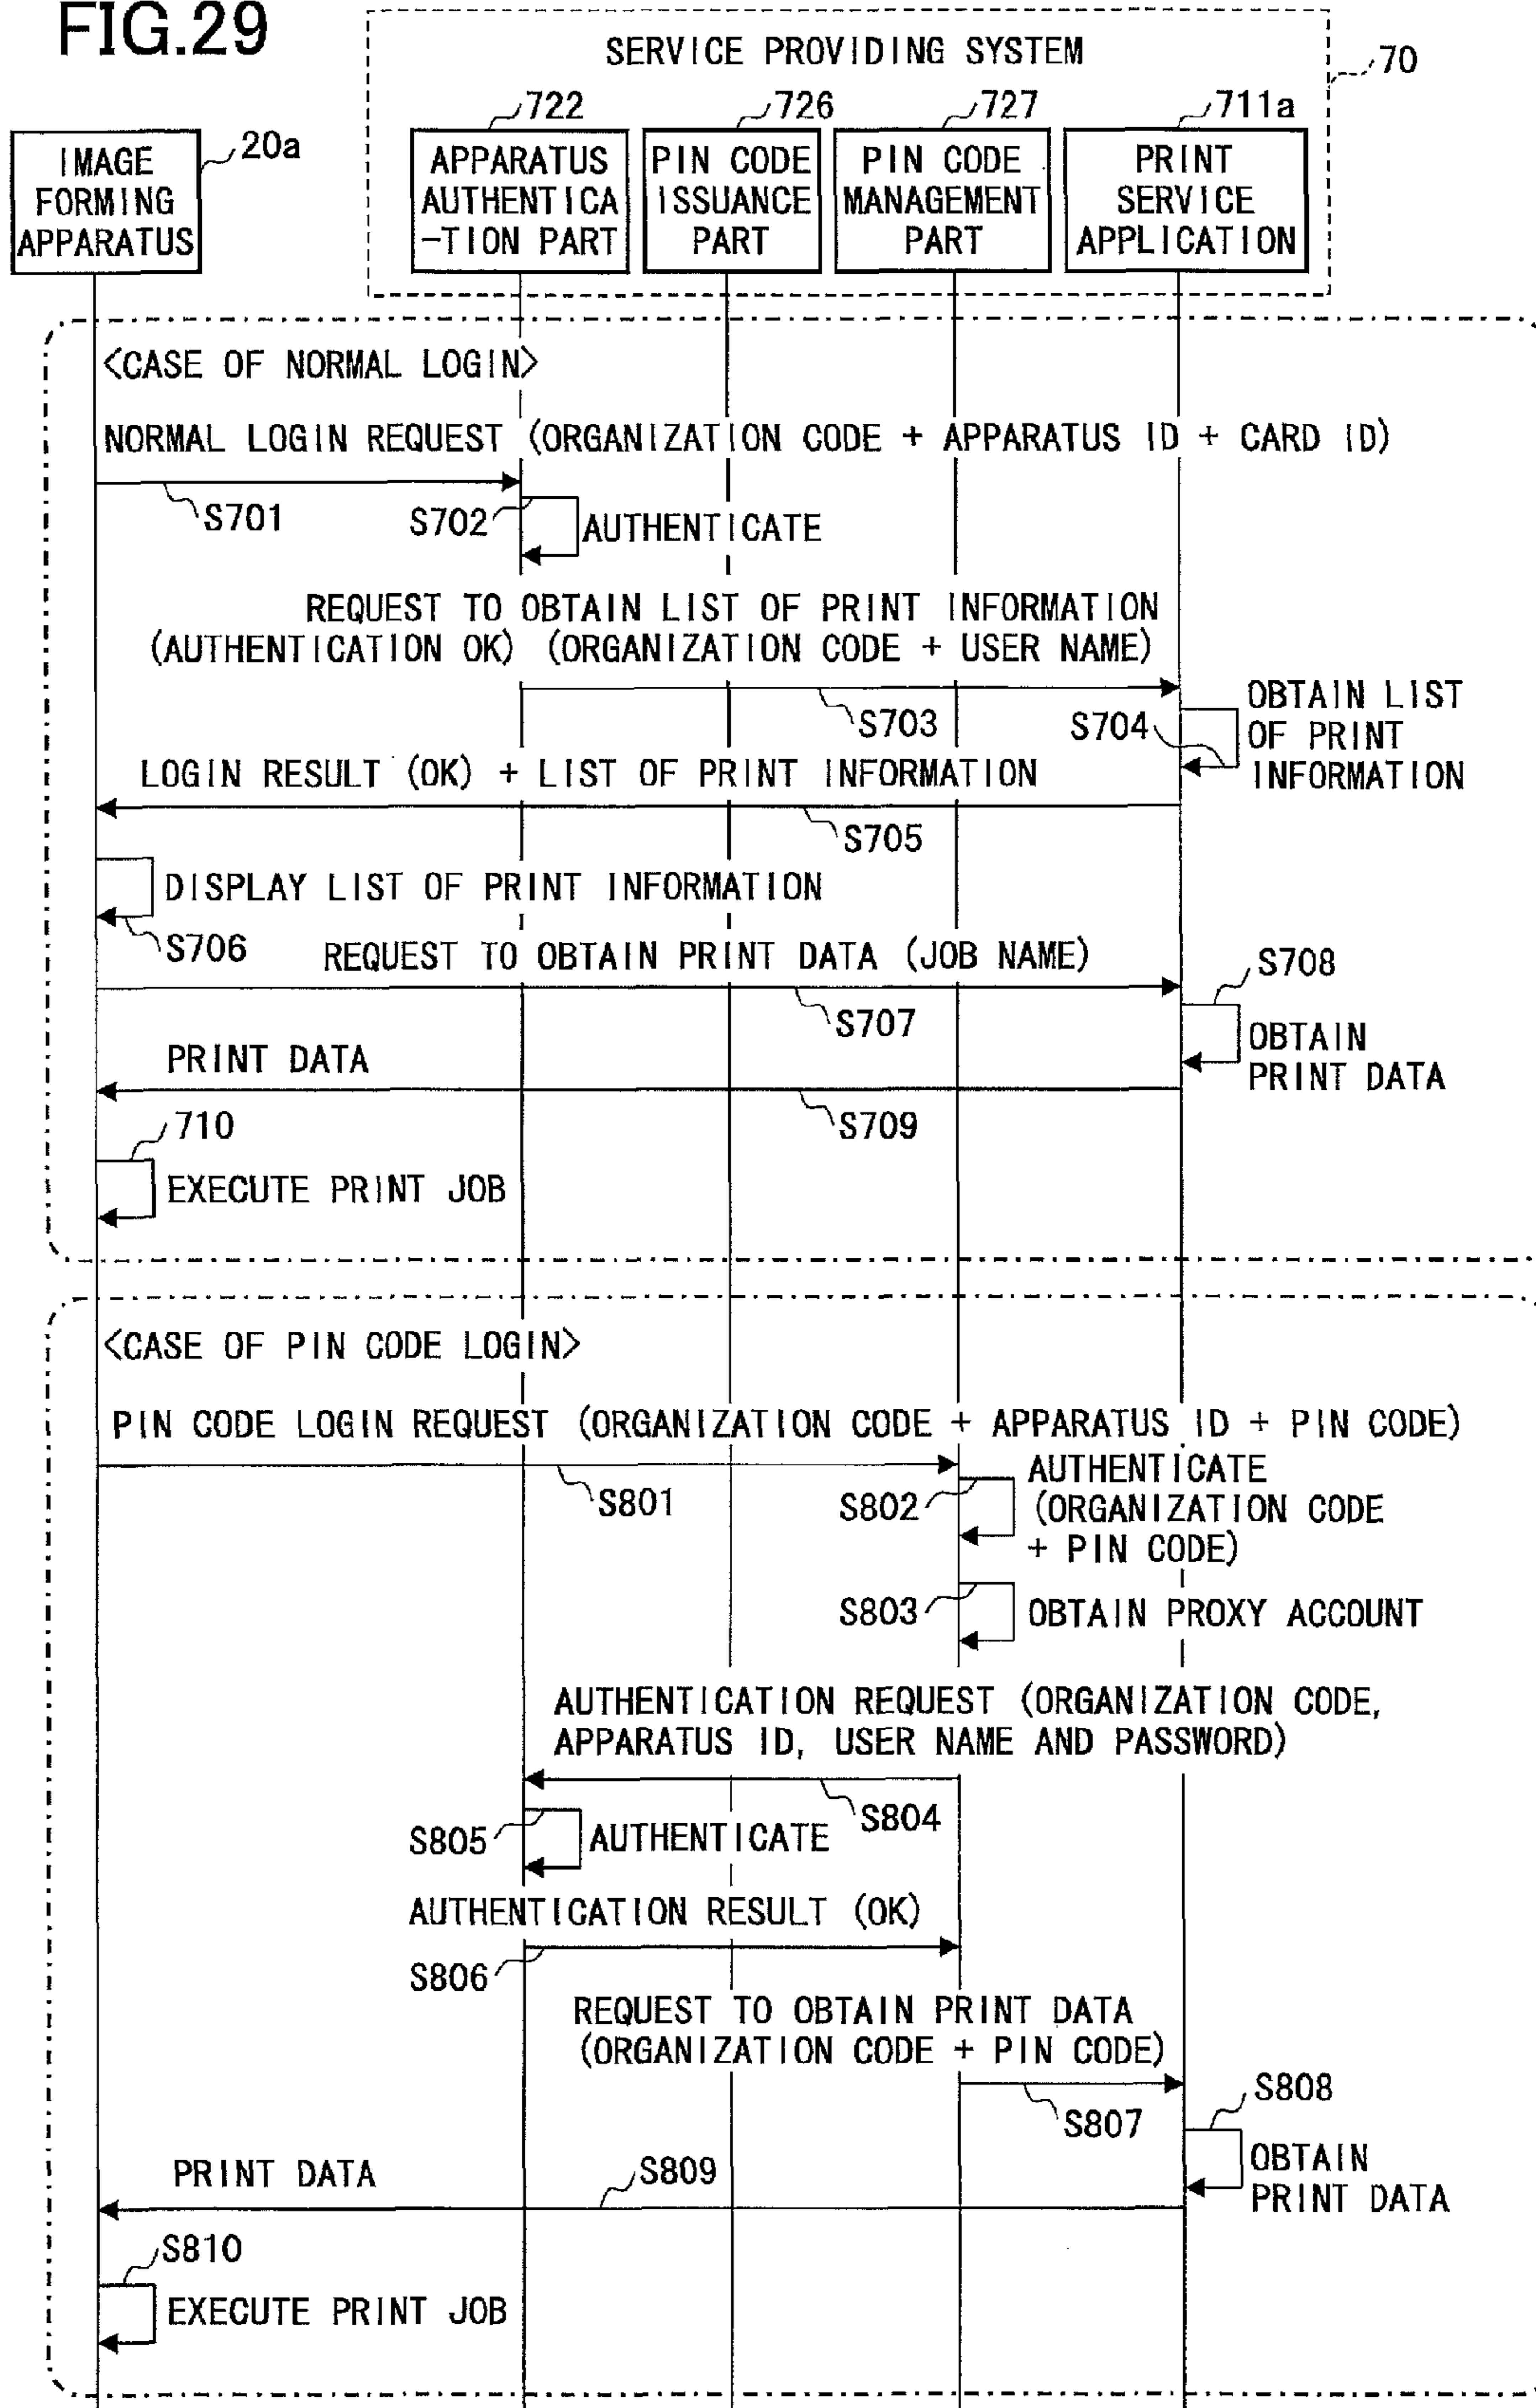 FIG.29
SERVICE PROVIDING SYSTEM
70
722
726
727
711a
20a
IMAGE
FORMING
APPARATUS
APPARATUS
AUTHENTICA
-TION PART
PIN CODE
ISSUANCE
PART
PIN CODE
MANAGEMENT
PART
PRINT
SERVICE
APPLICATION
<CASE OF NORMAL LOGIN>
NORMAL LOGIN REQUEST (ORGANIZATION CODE + APPARATUS ID + CARD ID)
S701
S702
AUTHENTICATE
REQUEST TO OBTAIN LIST OF PRINT INFORMATION
(AUTHENTICATION OK) (ORGANIZATION CODE + USER NAME)
S703
S704
OBTAIN LIST
OF PRINT
INFORMATION
LOGIN RESULT (OK) + LIST OF PRINT INFORMATION
S705
DISPLAY LIST OF PRINT INFORMATION
S706
REQUEST TO OBTAIN PRINT DATA (JOB NAME)
S707
S708
OBTAIN
PRINT DATA
PRINT DATA
S709
710
EXECUTE PRINT JOB
<CASE OF PIN CODE LOGIN>
PIN CODE LOGIN REQUEST (ORGANIZATION CODE + APPARATUS ID + PIN CODE)
S801
S802
AUTHENTICATE
(ORGANIZATION CODE
+ PIN CODE)
S803
OBTAIN PROXY ACCOUNT
AUTHENTICATION REQUEST (ORGANIZATION CODE,
APPARATUS ID, USER NAME AND PASSWORD)
S804
S805
AUTHENTICATE
AUTHENTICATION RESULT (OK)
S806
REQUEST TO OBTAIN PRINT DATA
(ORGANIZATION CODE + PIN CODE)
S807
S808
OBTAIN
PRINT DATA
PRINT DATA
S809
S810
EXECUTE PRINT JOB